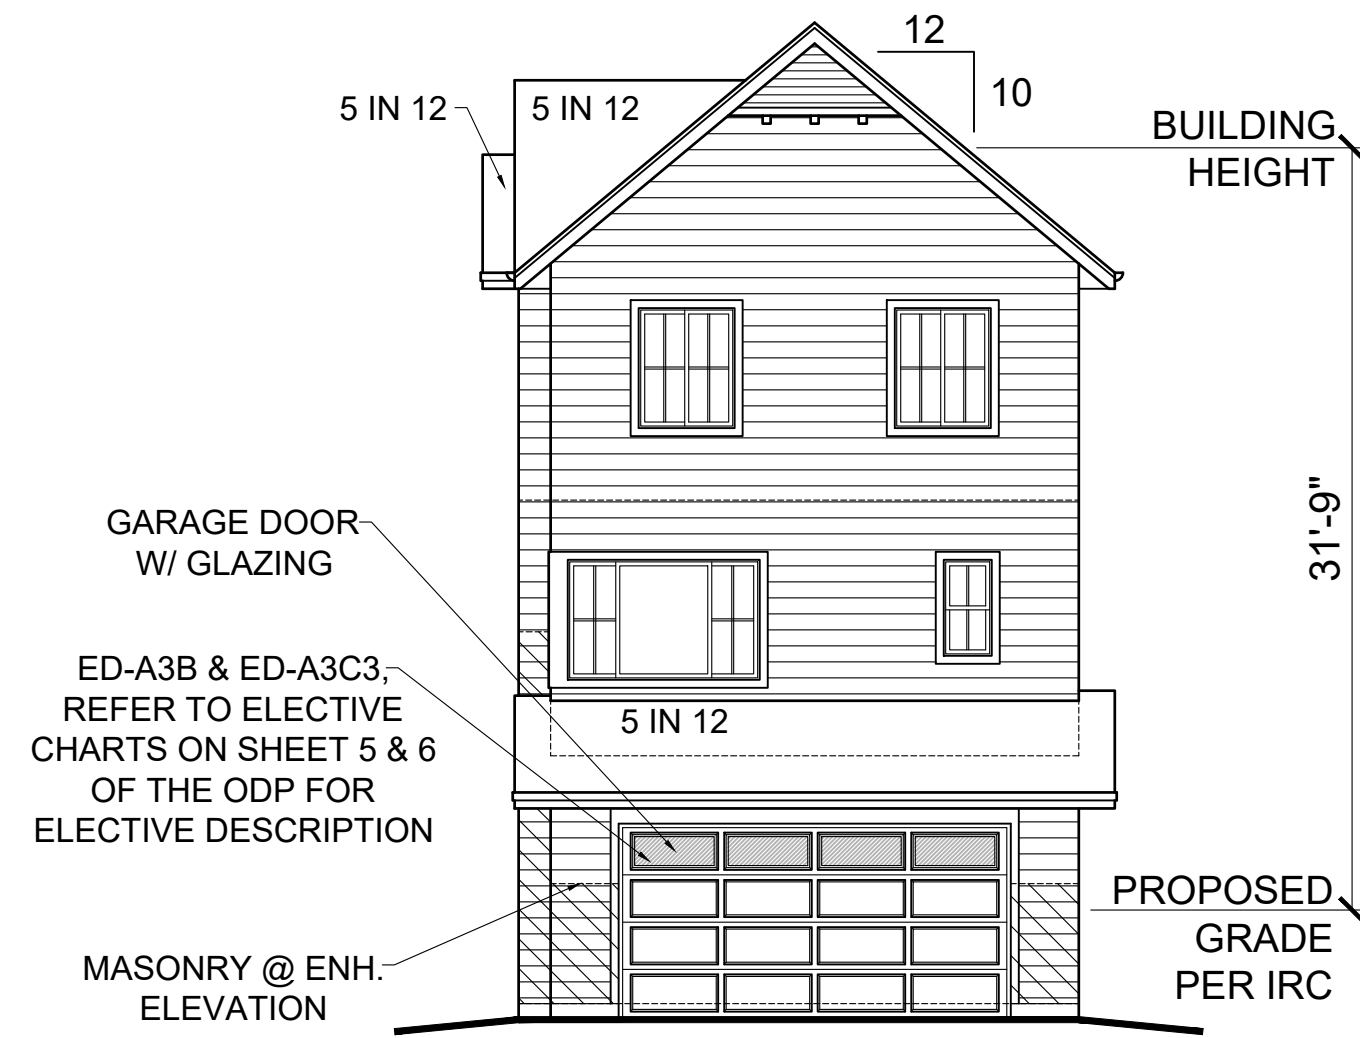 12
10
5 IN 12
5 IN 12
BUILDING
HEIGHT
31'-9"
GARAGE DOOR
W/ GLAZING
ED-A3B & ED-A3C3,
REFER TO ELECTIVE
CHARTS ON SHEET 5 & 6
OF THE ODP FOR
ELECTIVE DESCRIPTION
5 IN 12
PROPOSED
GRADE
PER IRC
MASONRY @ ENH.
ELEVATION